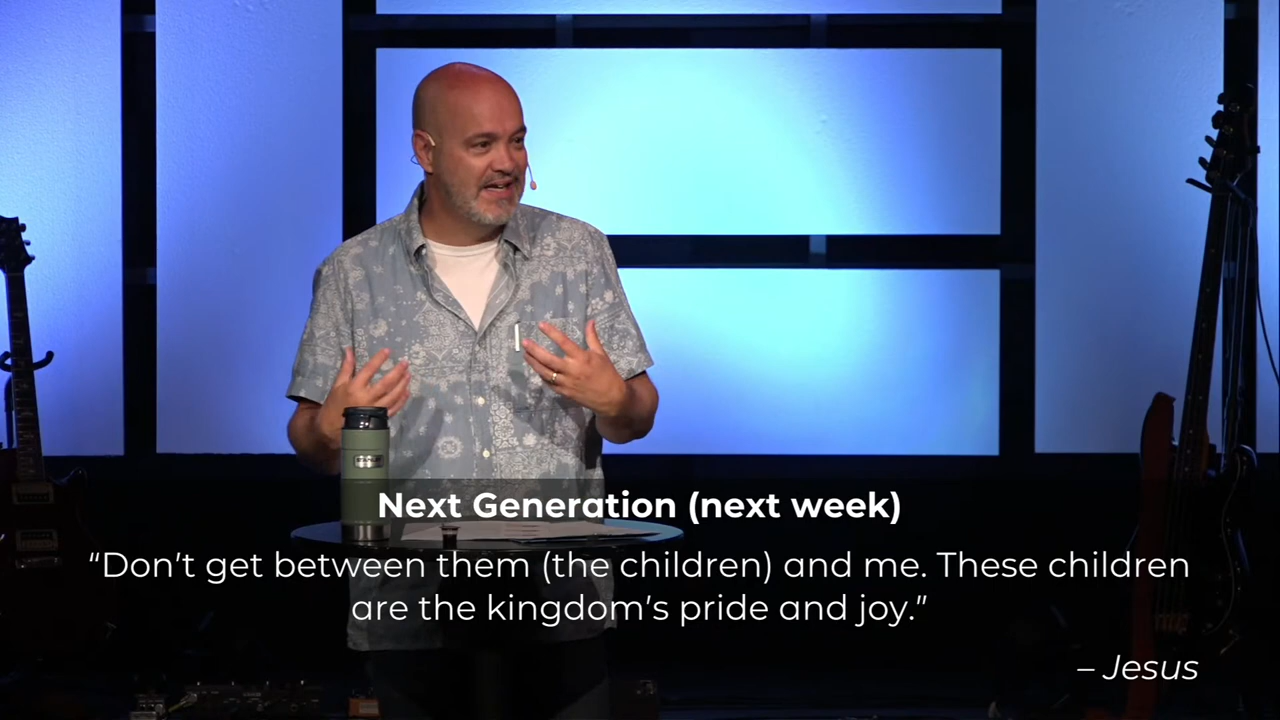 Next Generation (next week)
“Don’t get between them (the children) and me. These children
are the kingdom’s pride and joy.”
– Jesus